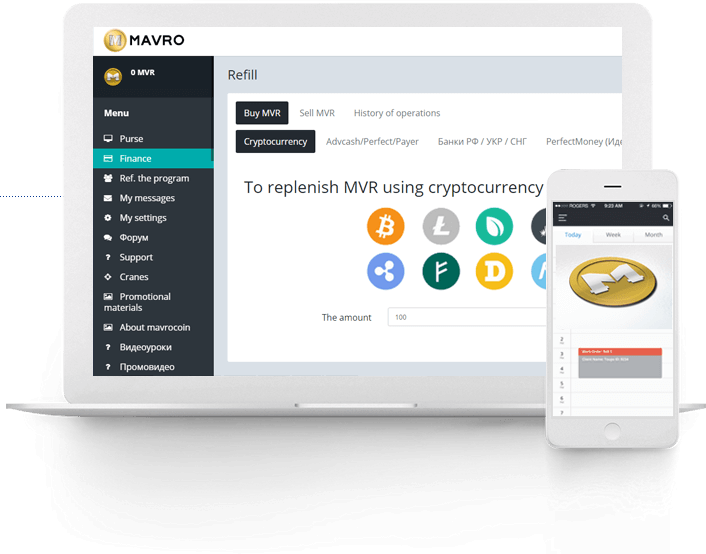 MAVRO
0 MVR
Menu
Purse
Finance
Ref. the program
My messages
My settings
Форум
Support
Cranes
Promotional
materials
About mavrocoin
Видеоуроки
Промовидео
Refill
Buy MVR
Sell MVR
History of operations
Cryptocurrency
Advcash/Perfect/Payer
Банки РФ / УКР / СНГ
PerfectMoney (Иде
To replenish MVR using cryptocurrency
The amount
100
ROGERS
9:23 AM
66%
Today
Week
Month
2
3
4
5
6
7